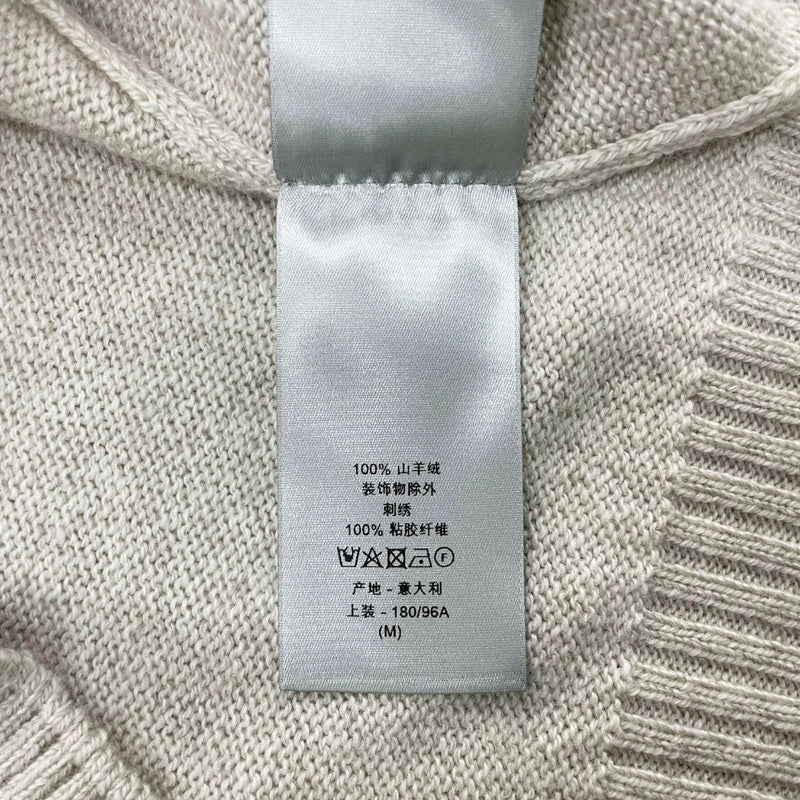 100% 山羊绒
装饰物除外
刺绣
100% 粘胶纤维
F
产地 - 意大利
上装 - 180/96A
(M)